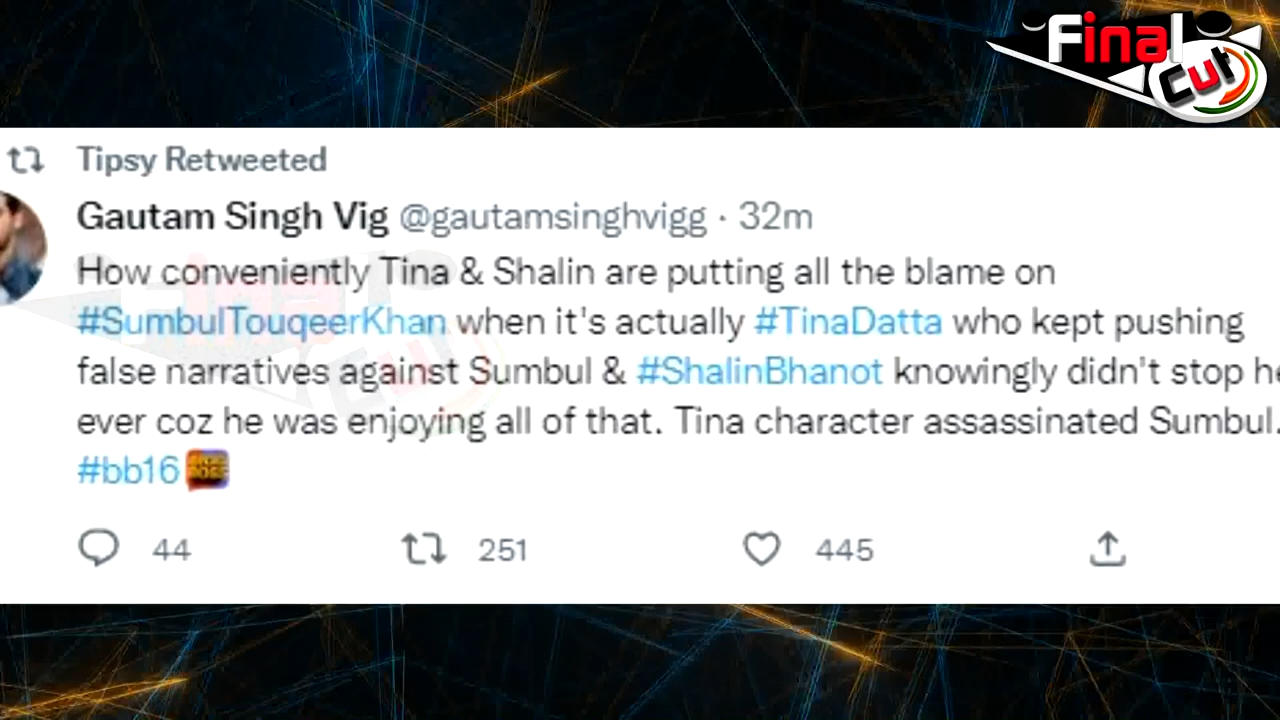 Final
cut
Tipsy Retweeted
Gautam Singh Vig @gautamsinghvigg · 32m
How conveniently Tina & Shalin are putting all the blame on
#SumbulTouqeerKhan when it's actually #TinaDatta who kept pushing
false narratives against Sumbul & #ShalinBhanot knowingly didn't stop he
ever coz he was enjoying all of that. Tina character assassinated Sumbul.
#bb16
44 251 445